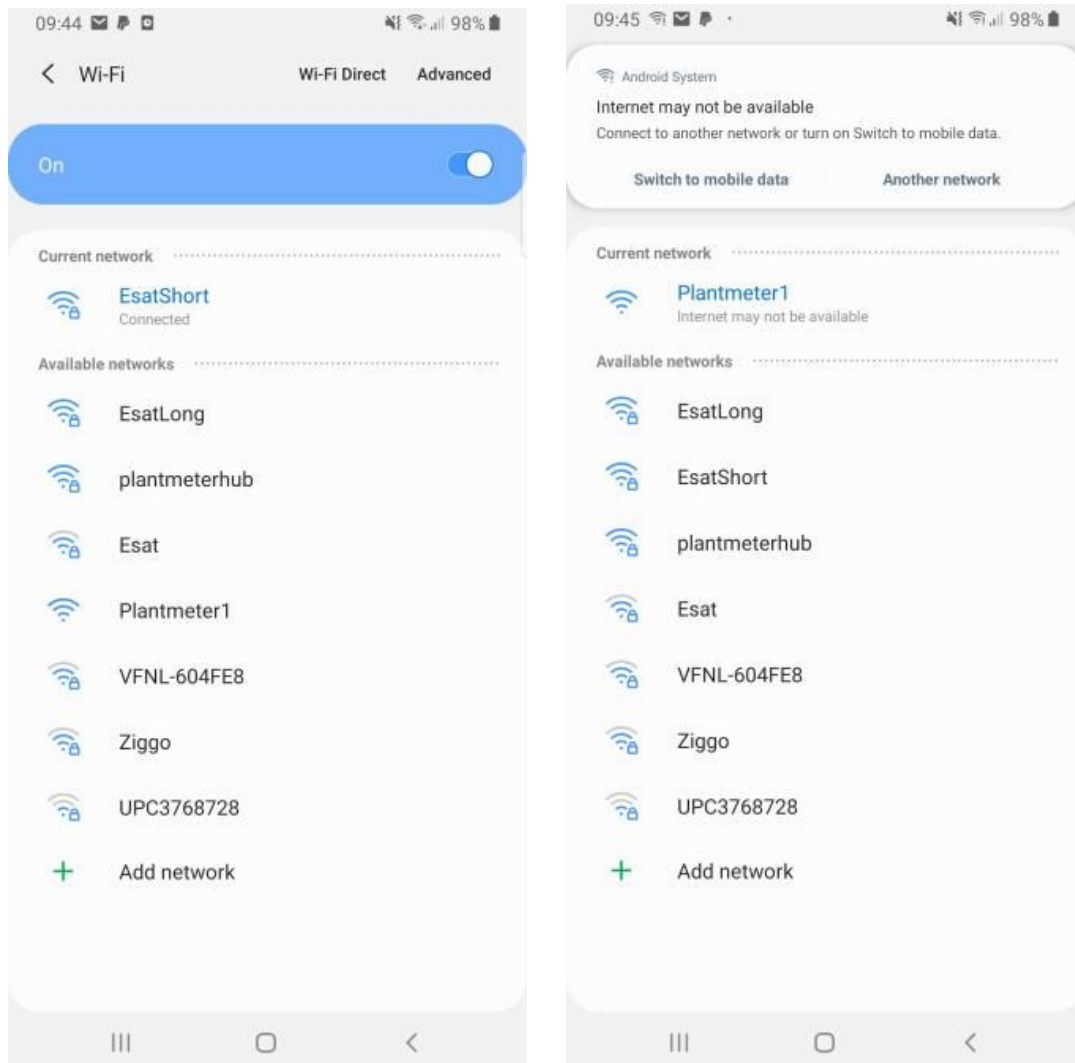 09:44 98%
Wi-Fi Wi-Fi Direct Advanced
On
Current network
EsatShort
Connected
Available networks
EsatLong
plantmeterhub
Esat
Plantmeter1
VFNL-604FE8
Ziggo
UPC3768728
Add network
09:45 98%
Android System
Internet may not be available
Connect to another network or turn on Switch to mobile data.
Switch to mobile data Another network
Current network
Plantmeter1
Internet may not be available
Available networks
EsatLong
EsatShort
plantmeterhub
Esat
VFNL-604FE8
Ziggo
UPC3768728
Add network